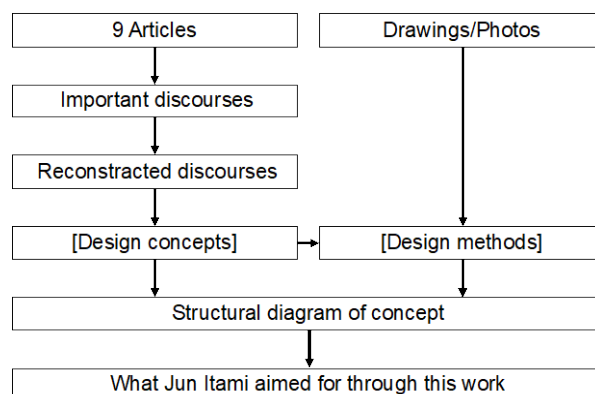 9 Articles
Drawings/Photos
Important discourses
Reconstracted discourses
[Design concepts]
[Design methods]
Structural diagram of concept
What Jun Itami aimed for through this work